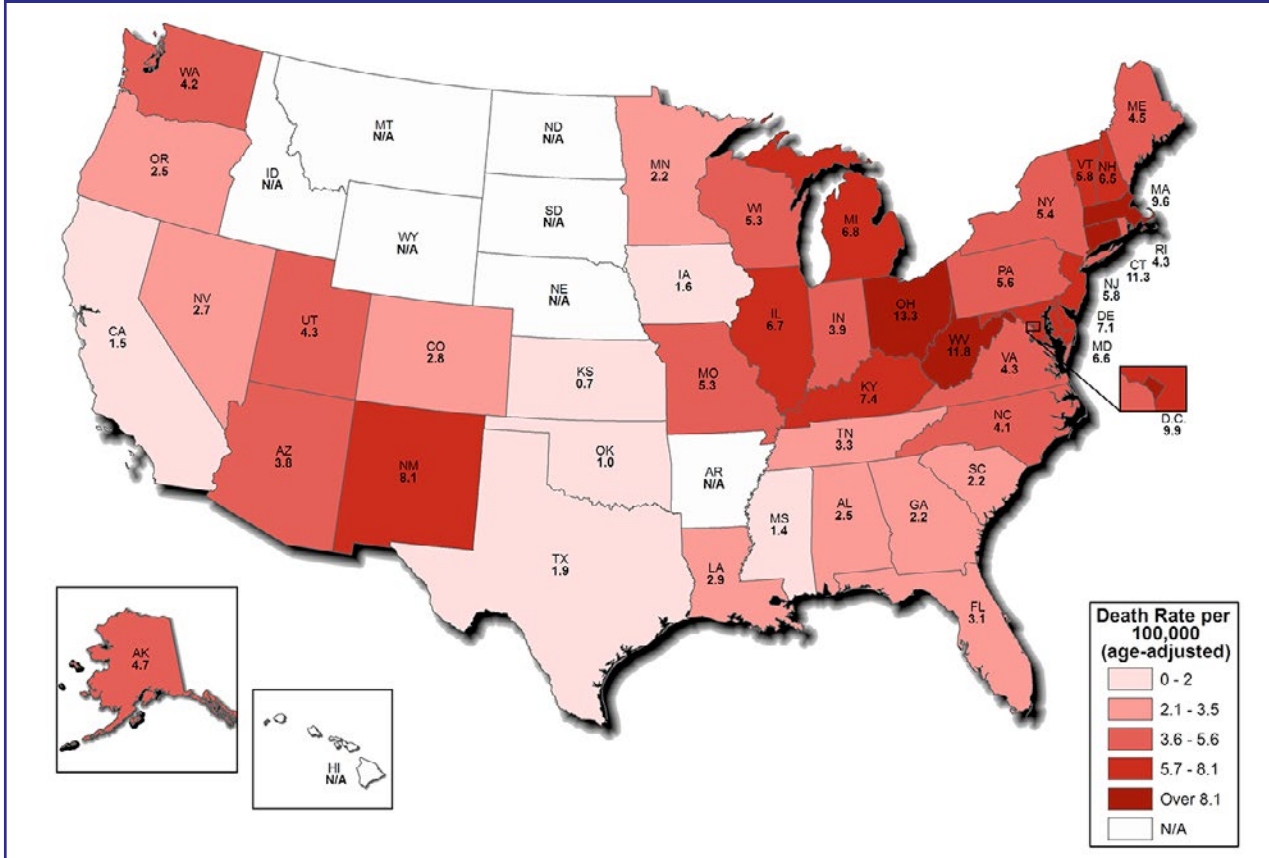 WA
4.2
OR
2.5
CA
1.5
NV
2.7
ID
N/A
MT
N/A
WY
N/A
UT
4.3
AZ
3.8
CO
2.8
NM
8.1
ND
N/A
SD
N/A
NE
N/A
KS
0.7
OK
1.0
TX
1.9
MN
2.2
IA
1.6
MO
5.3
AR
N/A
LA
2.9
WI
5.3
IL
6.7
MI
6.8
IN
3.9
OH
13.3
KY
7.4
TN
3.3
MS
1.4
AL
2.5
GA
2.2
FL
3.1
SC
2.2
NC
4.1
VA
4.3
WV
11.8
PA
5.6
NY
5.4
VT
5.8
NH
6.5
ME
4.5
MA
9.6
RI
4.3
CT
11.3
NJ
5.8
DE
7.1
MD
6.6
D.C.
9.9
AK
4.7
HI
N/A
Death Rate per
100,000
(age-adjusted)
0 - 2
2.1 - 3.5
3.6 - 5.6
5.7 - 8.1
Over 8.1
N/A